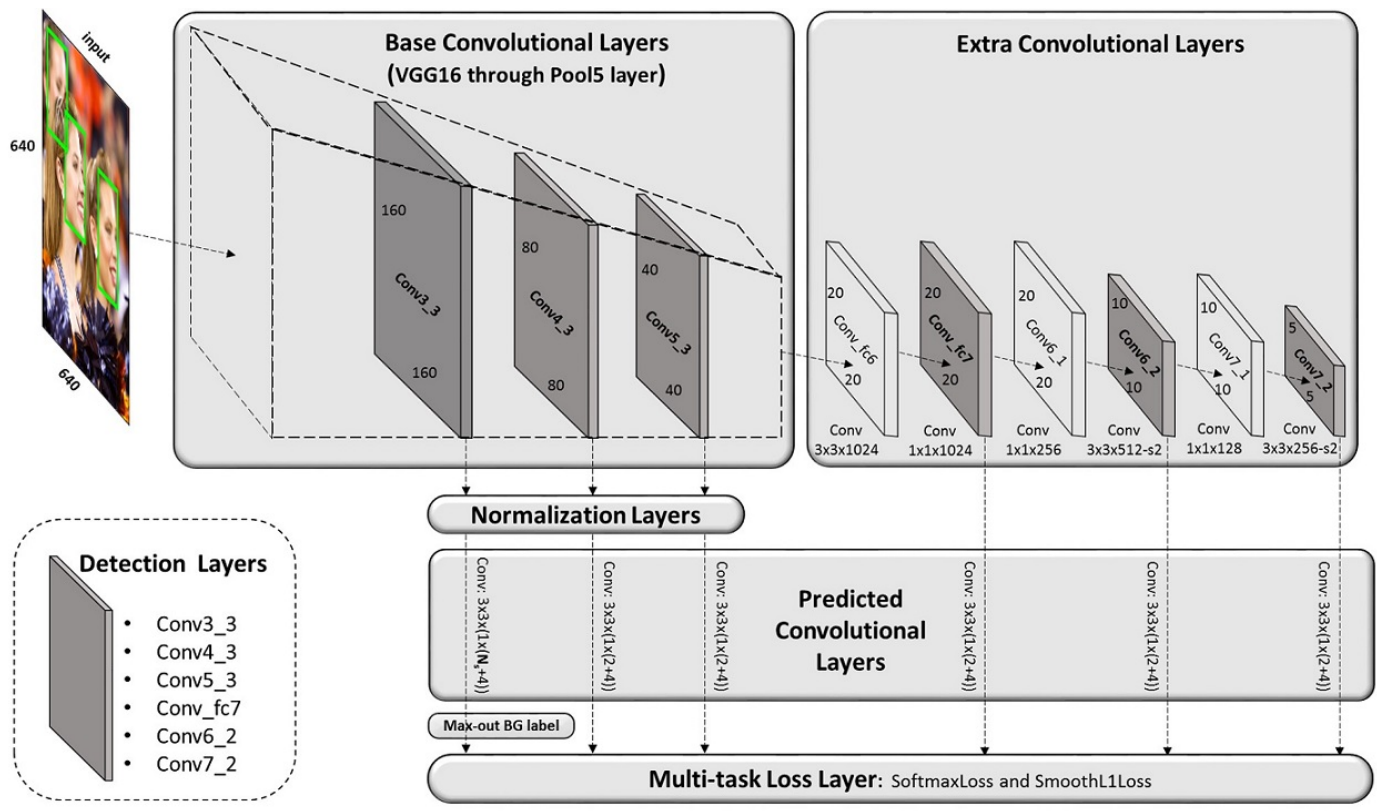 input
640
640
Base Convolutional Layers
(VGG16 through Pool5 layer)
160
Conv3_3
160
80
Conv4_3
80
40
Conv5_3
40
Extra Convolutional Layers
20
Conv_fc6
20
Conv
3x3x1024
20
Conv_fc7
20
Conv
1x1x1024
20
Conv6_1
20
Conv
1x1x256
10
Conv6_2
10
Conv
3x3x512-s2
10
Conv7_1
10
Conv
1x1x128
5
Conv7_2
5
Conv
3x3x256-s2
Normalization Layers
Detection Layers
• Conv3_3
• Conv4_3
• Conv5_3
• Conv_fc7
• Conv6_2
• Conv7_2
Conv: 3x3x(1x(Ns+4))
Conv: 3x3x(1x(2+4))
Conv: 3x3x(1x(2+4))
Predicted
Convolutional
Layers
Conv: 3x3x(1x(2+4))
Conv: 3x3x(1x(2+4))
Conv: 3x3x(1x(2+4))
Max-out BG label
Multi-task Loss Layer: SoftmaxLoss and SmoothL1Loss